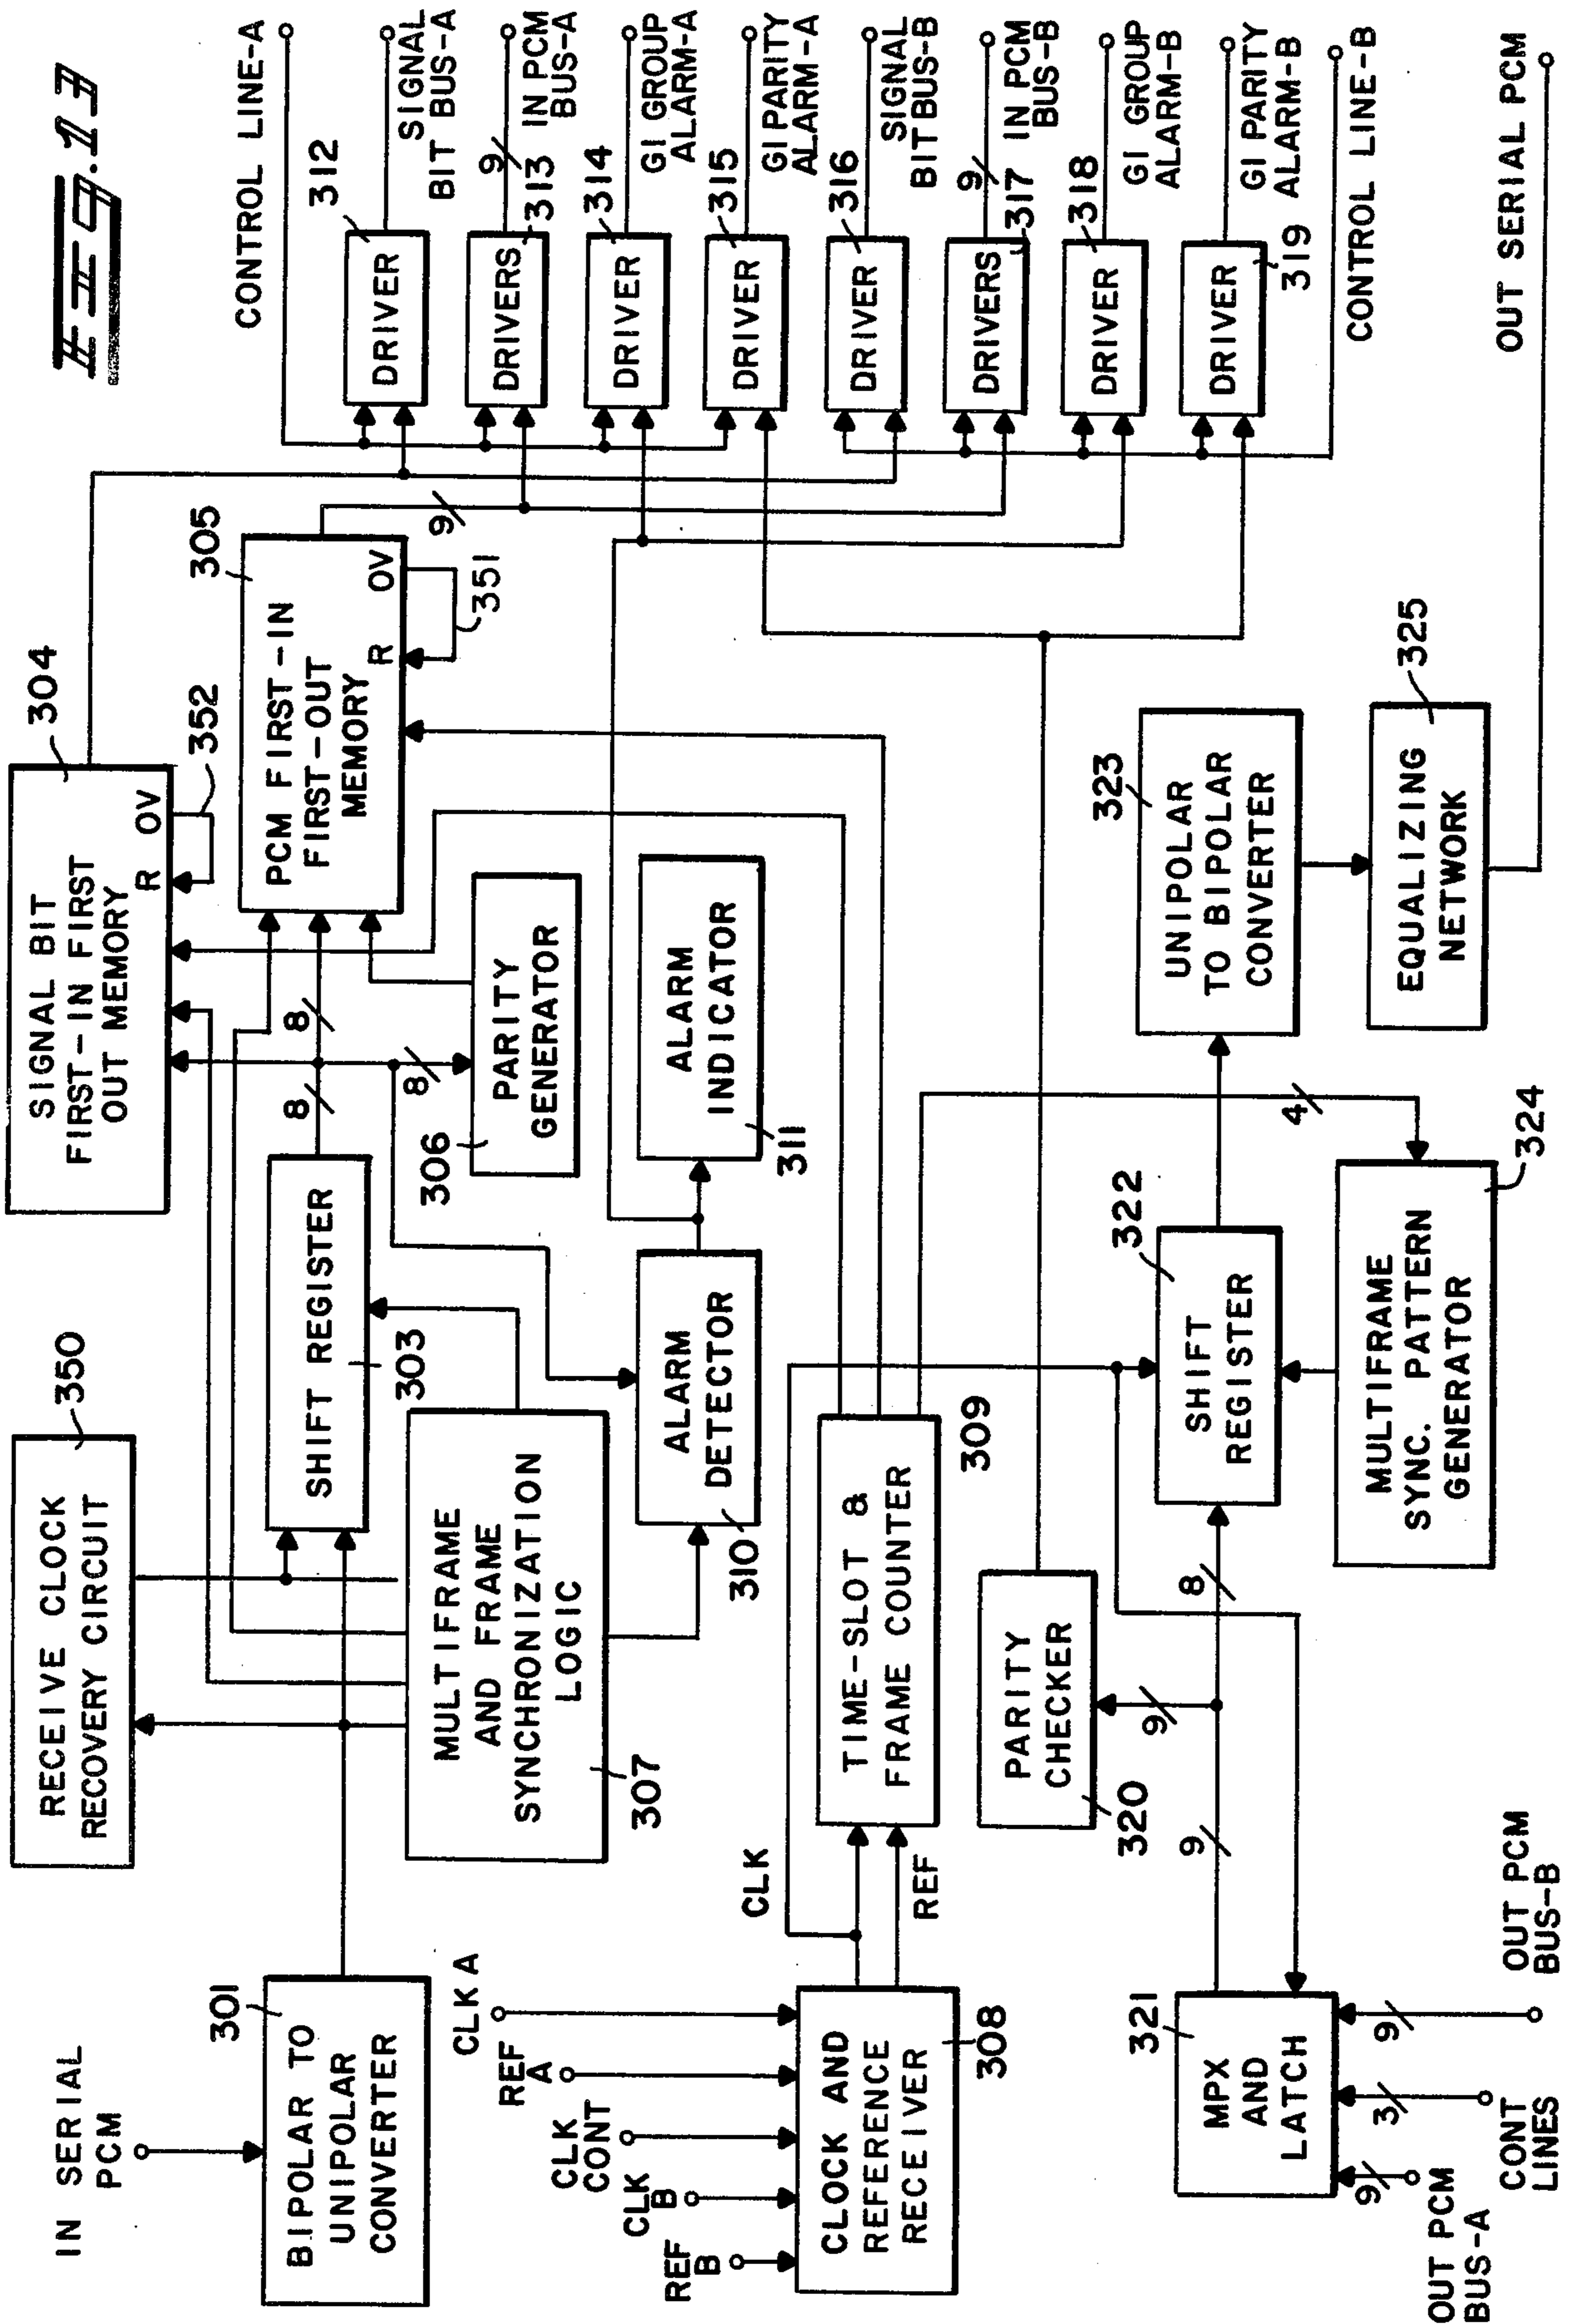 Fig. 13
IN SERIAL
PCM
301
BIPOLAR TO
UNIPOLAR
CONVERTER
RECEIVE CLOCK
RECOVERY CIRCUIT
350
SHIFT REGISTER
303
MULTIFRAME
AND FRAME
SYNCHRONIZATION
LOGIC
307
SIGNAL BIT
FIRST-IN FIRST
OUT MEMORY
R
OV
304
352
8
8
8
PCM FIRST-IN
FIRST-OUT
MEMORY
R
OV
305
351
9
PARITY
GENERATOR
306
ALARM
DETECTOR
310
ALARM
INDICATOR
311
REF
B
CLK
B
CLK
CONT
REF
A
CLK A
CLOCK AND
REFERENCE
RECEIVER
308
CLK
REF
TIME-SLOT &
FRAME COUNTER
309
4
PARITY
CHECKER
320
9
9
8
MPX
AND
LATCH
321
9
3
9
OUT PCM
BUS-A
CONT
LINES
OUT PCM
BUS-B
SHIFT
REGISTER
322
MULTIFRAME
SYNC. PATTERN
GENERATOR
324
UNIPOLAR
TO BIPOLAR
CONVERTER
323
EQUALIZING
NETWORK
325
CONTROL LINE-A
DRIVER
312
SIGNAL
BIT BUS-A
DRIVERS
313
9
IN PCM
BUS-A
DRIVER
314
GI GROUP
ALARM-A
DRIVER
315
GI PARITY
ALARM-A
DRIVER
316
SIGNAL
BIT BUS-B
DRIVERS
317
9
IN PCM
BUS-B
DRIVER
318
GI GROUP
ALARM-B
DRIVER
319
GI PARITY
ALARM-B
CONTROL LINE-B
OUT SERIAL PCM